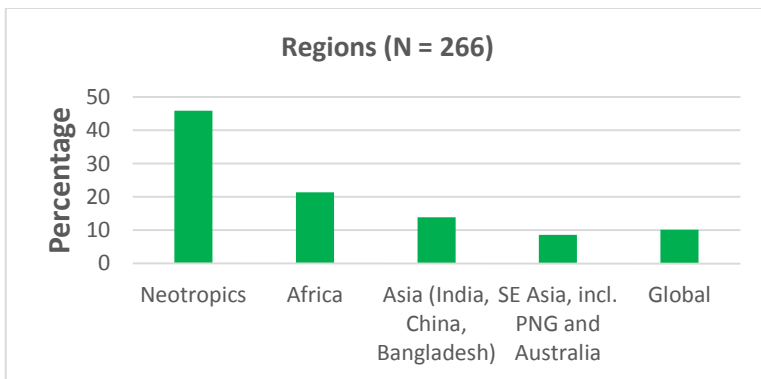 Regions (N = 266)
Percentage
50
40
30
20
10
0
Neotropics
Africa
Asia (India,
China,
Bangladesh)
SE Asia, incl.
PNG and
Australia
Global